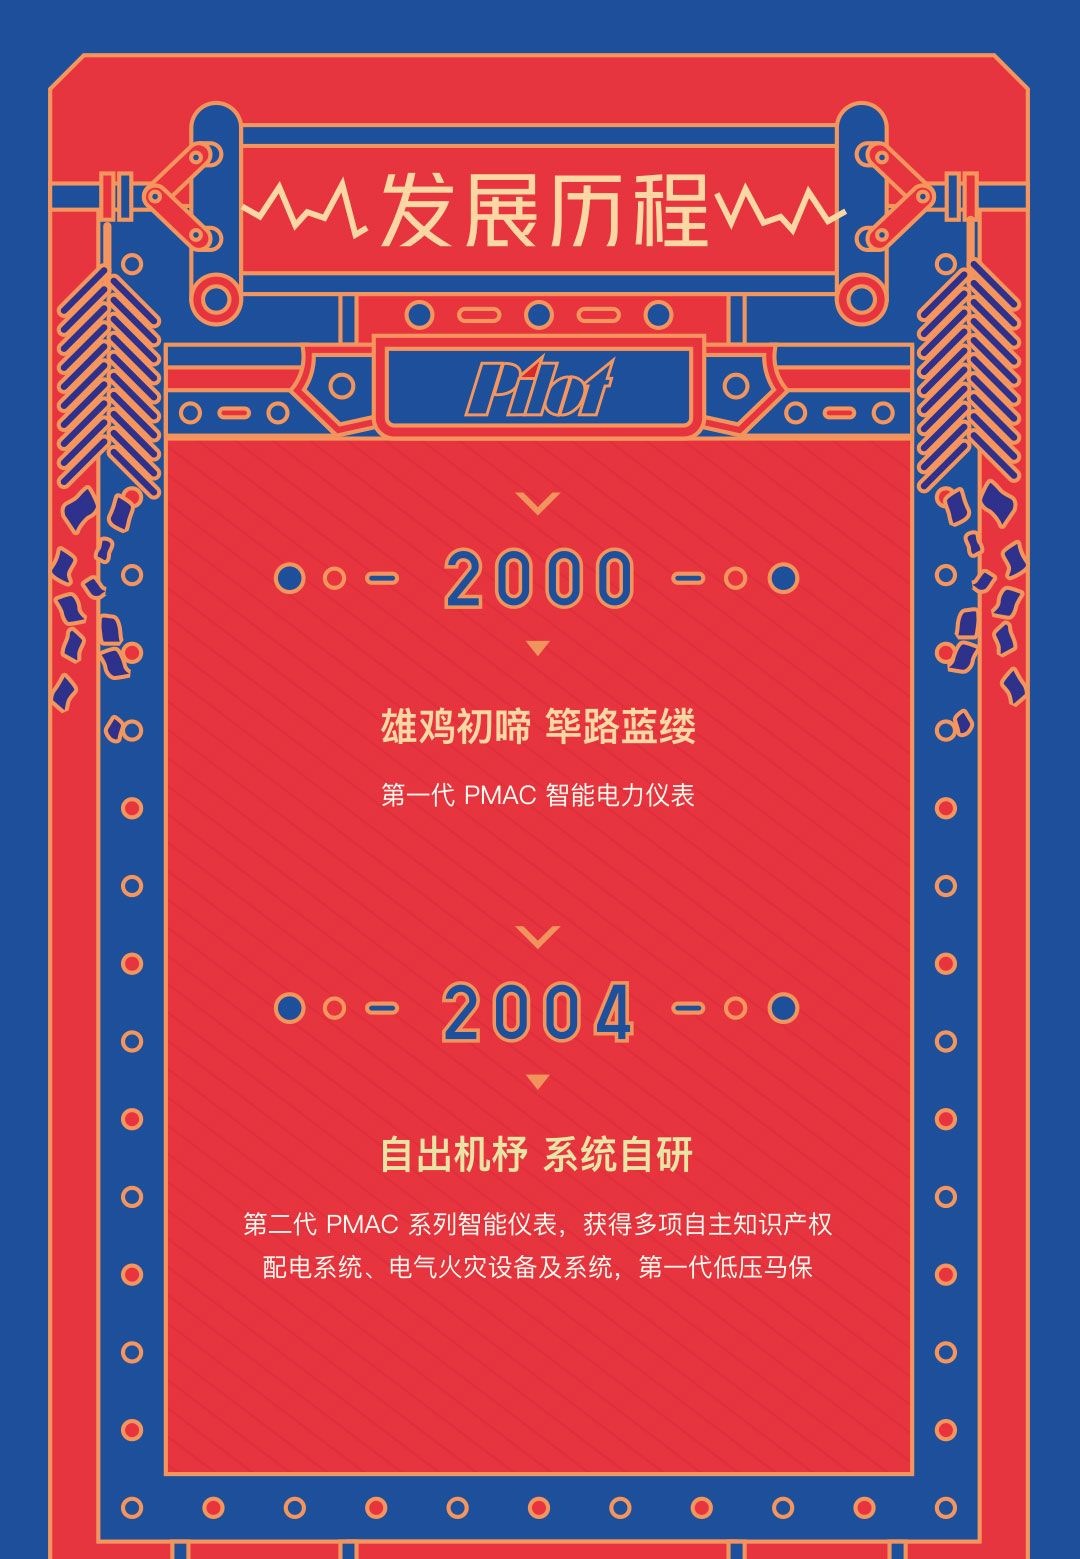 发展历程
Pilot
2000
雄鸡初啼 筚路蓝缕
第一代 PMAC 智能电力仪表
2004
自出机杼 系统自研
第二代 PMAC 系列智能仪表，获得多项自主知识产权
配电系统、电气火灾设备及系统，第一代低压马保